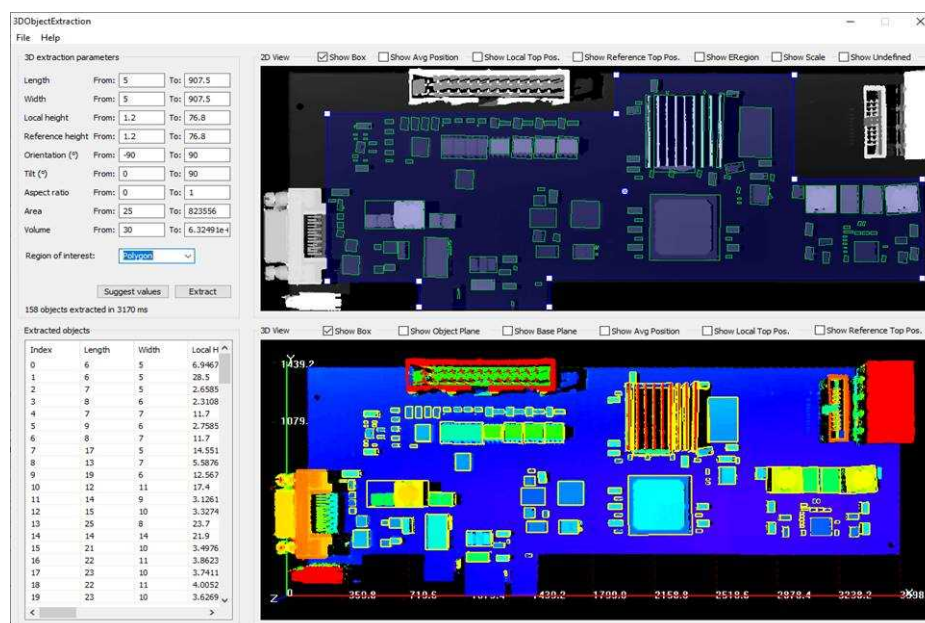 3DObjectExtraction
File Help
3D extraction parameters
Length From: 5 To: 907.5
Width From: 5 To: 907.5
Local height From: 1.2 To: 76.8
Reference height From: 1.2 To: 76.8
Orientation (º) From: -90 To: 90
Tilt (º) From: 0 To: 90
Aspect ratio From: 0 To: 1
Area From: 25 To: 823556
Volume From: 30 To: 6.32491e+
Region of interest: Polygon
Suggest values Extract
158 objects extracted in 3170 ms
Extracted objects
Index Length Width Local H
0 6 5 6.9467
1 6 5 28.5
2 7 5 2.6585
3 8 6 2.3108
4 7 7 11.7
5 9 6 2.7585
6 8 7 11.7
7 17 5 14.551
8 13 7 5.5876
9 19 6 12.567
10 12 11 17.4
11 14 9 3.1261
12 15 10 3.3274
13 25 8 23.7
14 14 14 21.9
15 21 10 3.4976
16 22 11 3.8623
17 23 10 3.7411
18 22 11 4.0052
19 23 10 3.6269
2D View Show Box Show Avg Position Show Local Top Pos. Show Reference Top Pos. Show ERegion Show Scale Show Undefined
3D View Show Box Show Object Plane Show Base Plane Show Avg Position Show Local Top Pos. Show Reference Top Pos.
Y
1439.2
1079.
Z 0 359.8 719.6 1439.2 1799.0 2158.8 2518.6 2878.4 3238.2